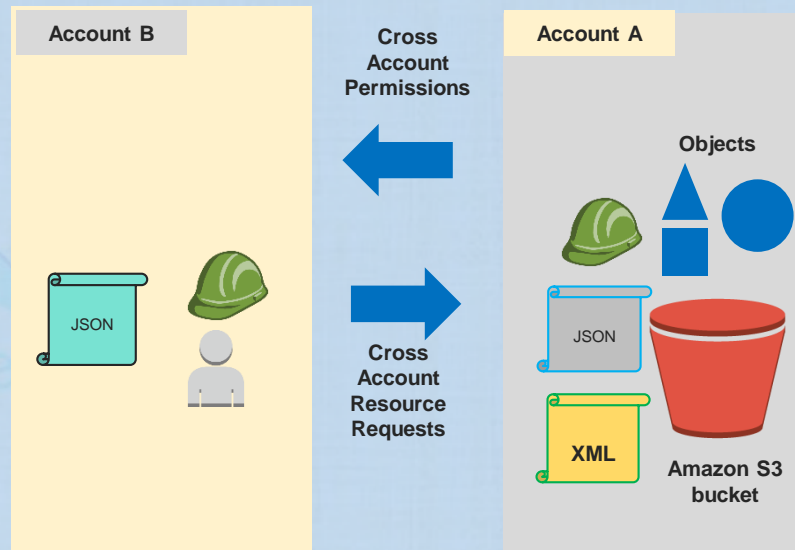 Account B
JSON
Cross
Account
Permissions
Cross
Account
Resource
Requests
Account A
Objects
JSON
XML
Amazon S3
bucket